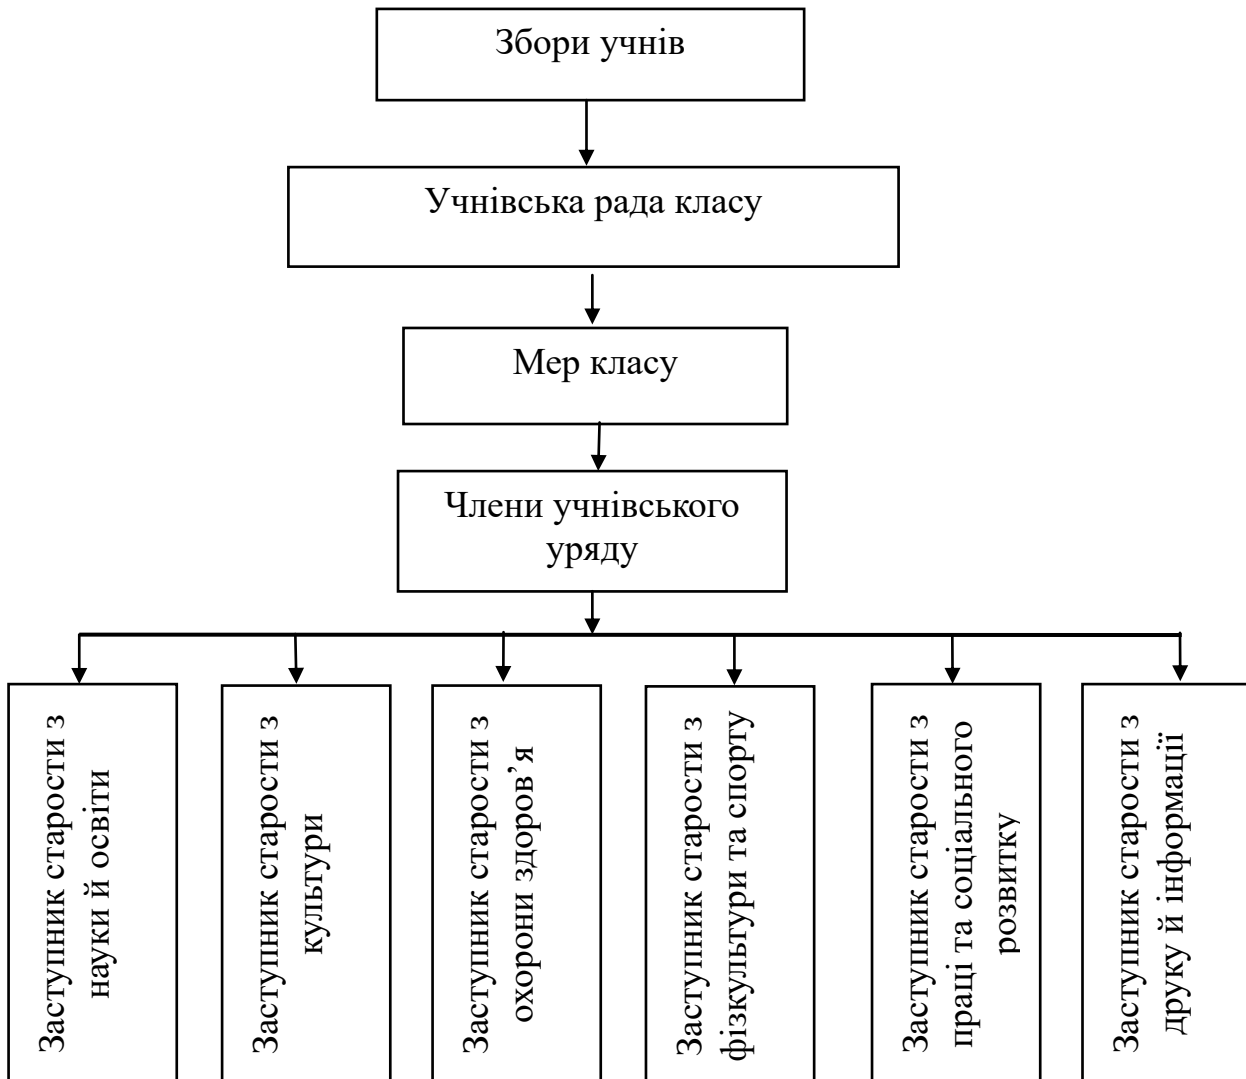 Збори учнів
Учнівська рада класу
Мер класу
Члени учнівського
уряду
Заступник старости з
науки й освіти
Заступник старости з
культури
Заступник старости з
охорони здоров’я
Заступник старости з
фізкультури та спорту
Заступник старости з
праці та соціального
розвитку
Заступник старости з
друку й інформації